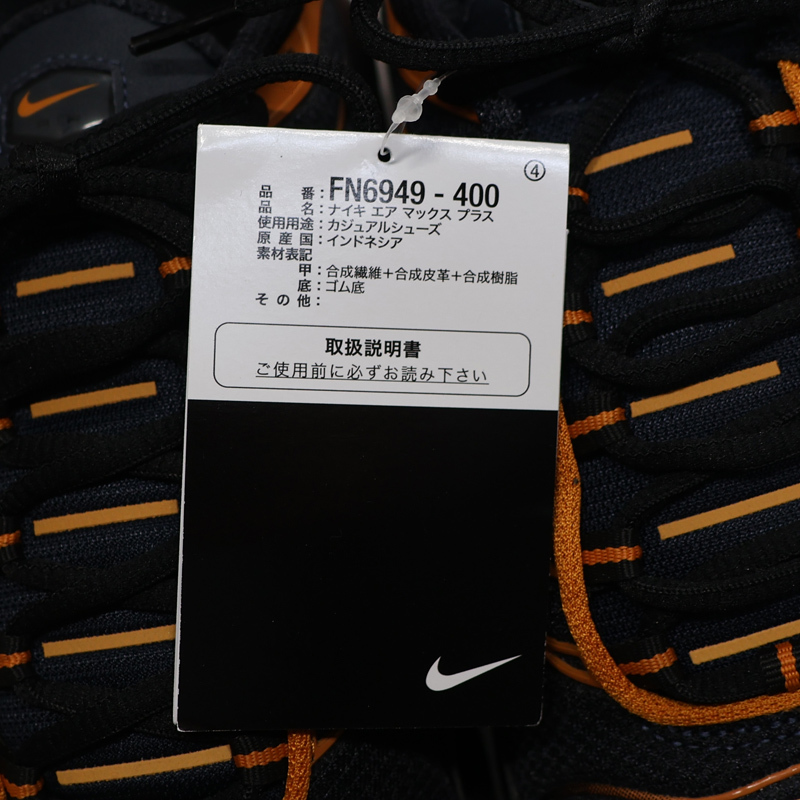 ④
品番：FN6949 - 400
品名：ナイキ エア マックス プラス
使用用途：カジュアルシューズ
原産国：インドネシア
素材表記
甲：合成繊維＋合成皮革＋合成樹脂
底：ゴム底
その他：
取扱説明書
ご使用前に必ずお読み下さい